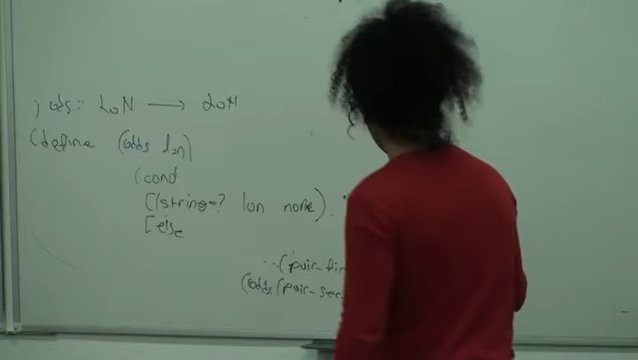 ; odds :: LoN → LoN
(define (odds lon)
(cond
[(string=? lon none) .
[else
... (pair-fir
(odds (pair-sec